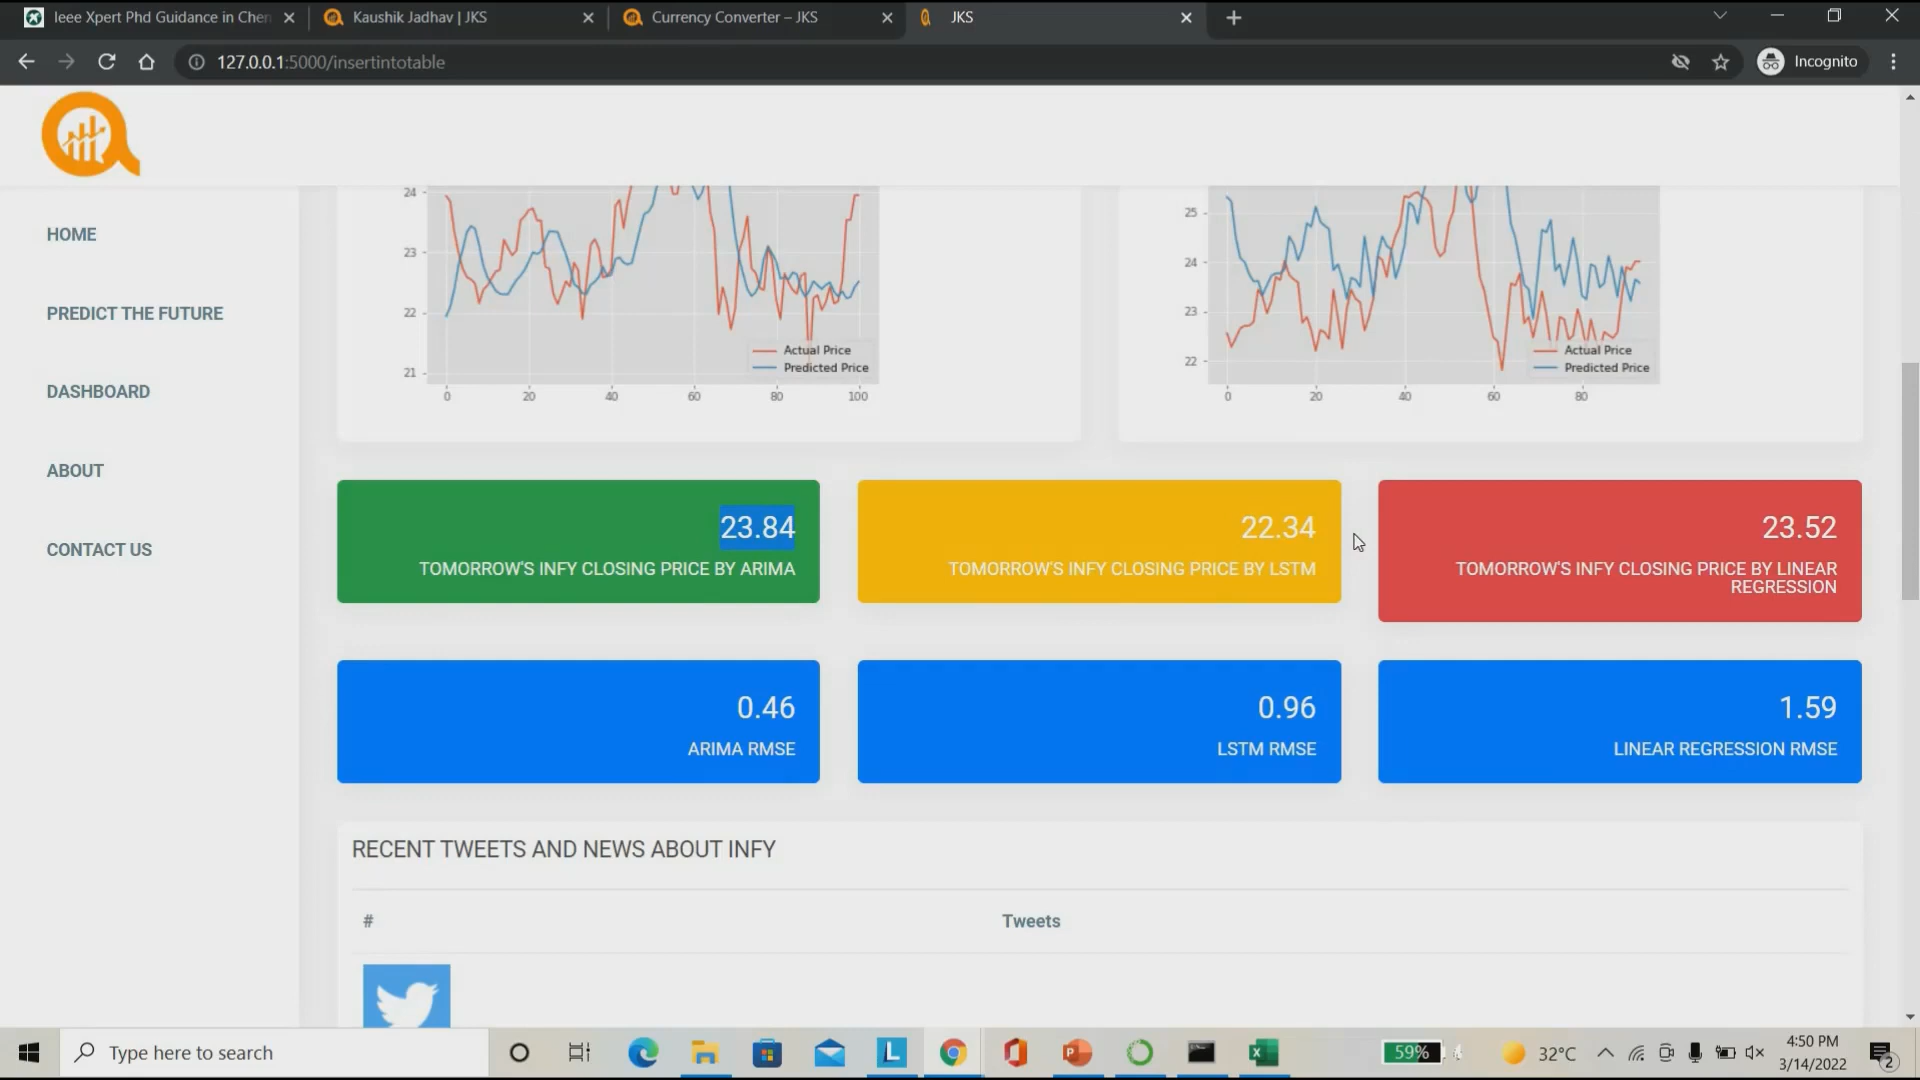 Ieee Xpert Phd Guidance in Chen
Kaushik Jadhav | JKS
Currency Converter – JKS
JKS
127.0.0.1:5000/insertintotable
Incognito
HOME
PREDICT THE FUTURE
DASHBOARD
ABOUT
CONTACT US
24
23
22
21
0 20 40 60 80 100
Actual Price
Predicted Price
25
24
23
22
0 20 40 60 80
Actual Price
Predicted Price
23.84
TOMORROW'S INFY CLOSING PRICE BY ARIMA
22.34
TOMORROW'S INFY CLOSING PRICE BY LSTM
23.52
TOMORROW'S INFY CLOSING PRICE BY LINEAR
REGRESSION
0.46
ARIMA RMSE
0.96
LSTM RMSE
1.59
LINEAR REGRESSION RMSE
RECENT TWEETS AND NEWS ABOUT INFY
# Tweets
Type here to search
59%
32°C
4:50 PM
3/14/2022
2